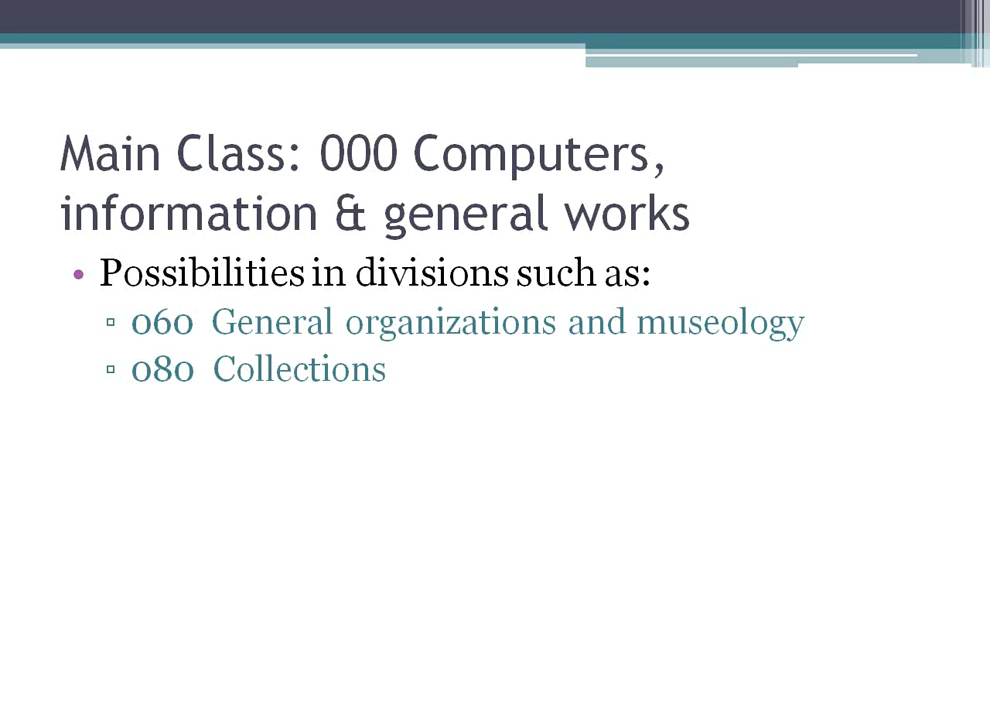 Main Class: 000 Computers,
information & general works
• Possibilities in divisions such as:
▫ 060 General organizations and museology
▫ 080 Collections